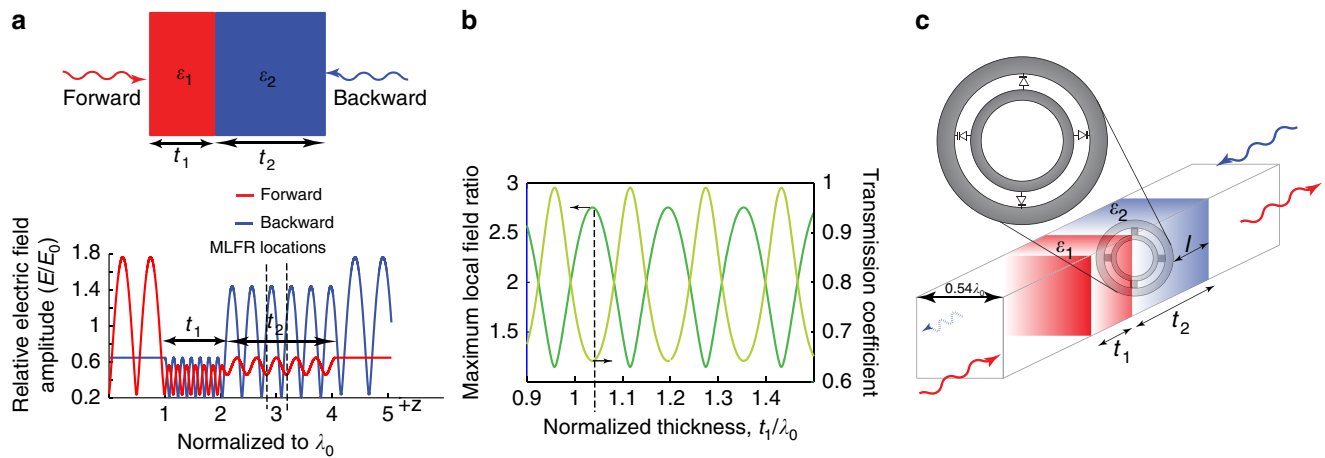 a
ε1
ε2
Forward
Backward
t1
t2
Forward
Backward
MLFR locations
Relative electric field
amplitude (E/E0)
1.8
1.4
1
0.6
0.2
t1
t2
1
2
3
4
5
+z
Normalized to λ0
b
Maximum local field ratio
3
2.5
2
1.5
Transmission coefficient
1
0.9
0.8
0.7
0.6
0.9
1
1.1
1.2
1.3
1.4
Normalized thickness, t1/λ0
c
ε2
ε1
l
0.54λ0
t1
t2